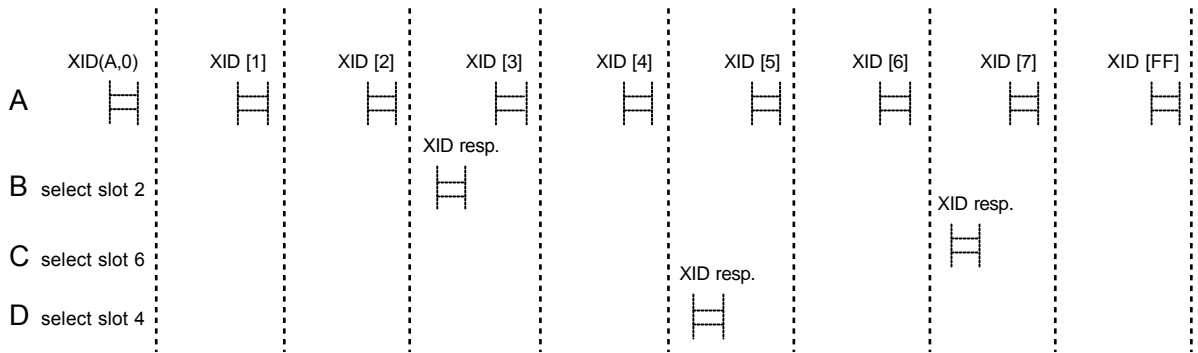 XID(A,0) XID [1] XID [2] XID [3] XID [4] XID [5] XID [6] XID [7] XID [FF]
A
XID resp.
B select slot 2
XID resp.
C select slot 6
XID resp.
D select slot 4